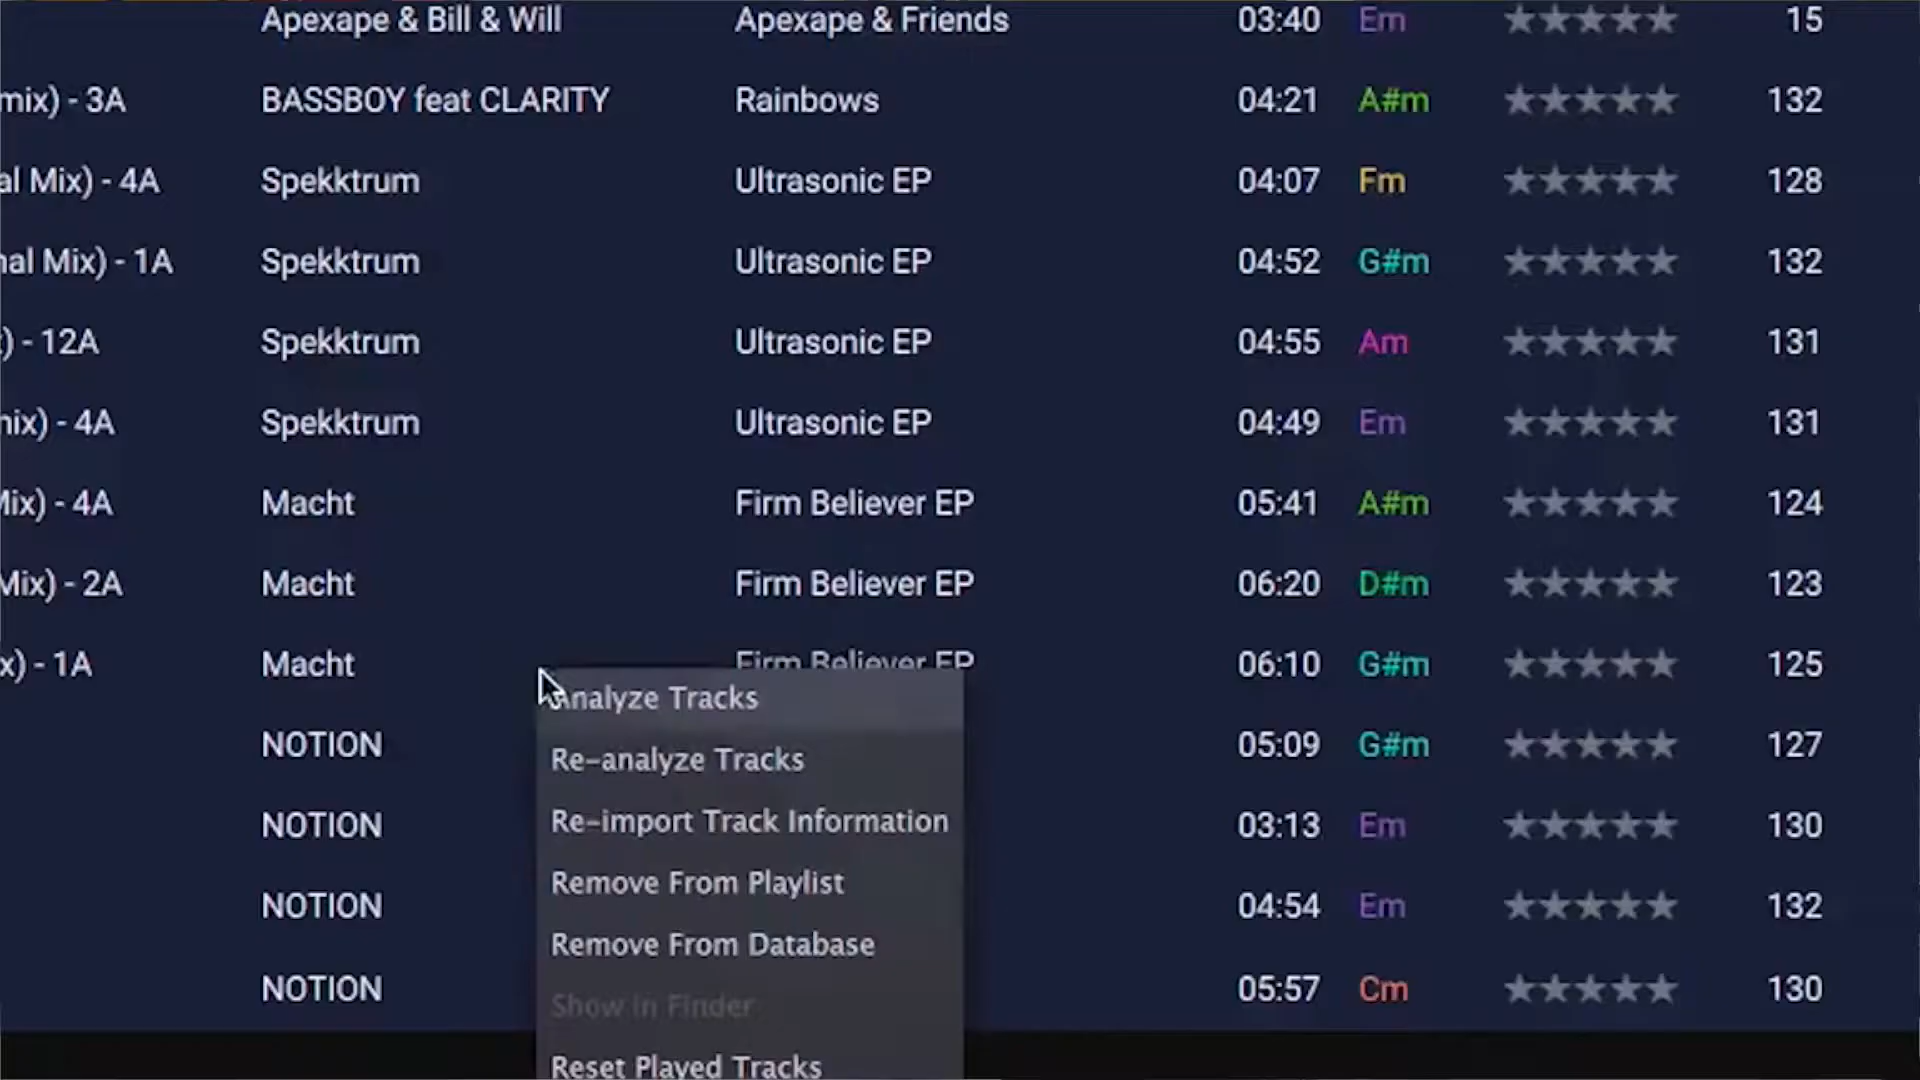 Apexape & Bill & Will Apexape & Friends 03:40 Em 15
mix) - 3A BASSBOY feat CLARITY Rainbows 04:21 A#m 132
al Mix) - 4A Spekktrum Ultrasonic EP 04:07 Fm 128
nal Mix) - 1A Spekktrum Ultrasonic EP 04:52 G#m 132
) - 12A Spekktrum Ultrasonic EP 04:55 Am 131
mix) - 4A Spekktrum Ultrasonic EP 04:49 Em 131
Mix) - 4A Macht Firm Believer EP 05:41 A#m 124
Mix) - 2A Macht Firm Believer EP 06:20 D#m 123
x) - 1A Macht Firm Believer EP 06:10 G#m 125
NOTION 05:09 G#m 127
NOTION 03:13 Em 130
NOTION 04:54 Em 132
NOTION 05:57 Cm 130
Analyze Tracks
Re-analyze Tracks
Re-import Track Information
Remove From Playlist
Remove From Database
Show in Finder
Reset Played Tracks